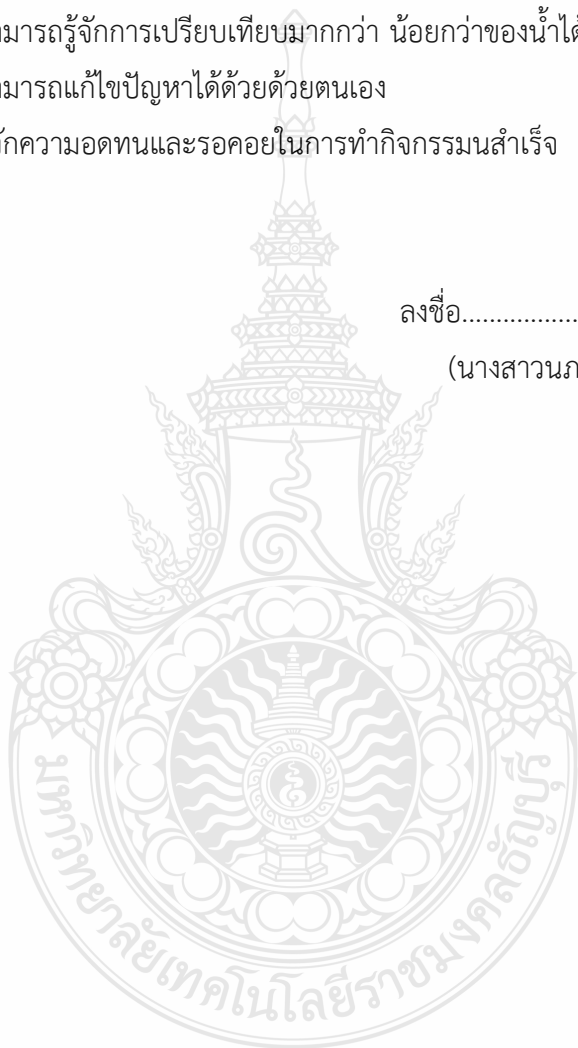 ามารถรู้จักการเปรียบเทียบมากกว่า น้อยกว่าของน้ำได้
ามารถแก้ไขปัญหาได้ด้วยด้วยตนเอง
จักความอดทนและรอคอยในการทำกิจกรรมนสำเร็จ
ลงชื่อ..................
(นางสาวนภ
มหาวิทยาลัยเทคโนโลยีราชมงคลธัญบุรี